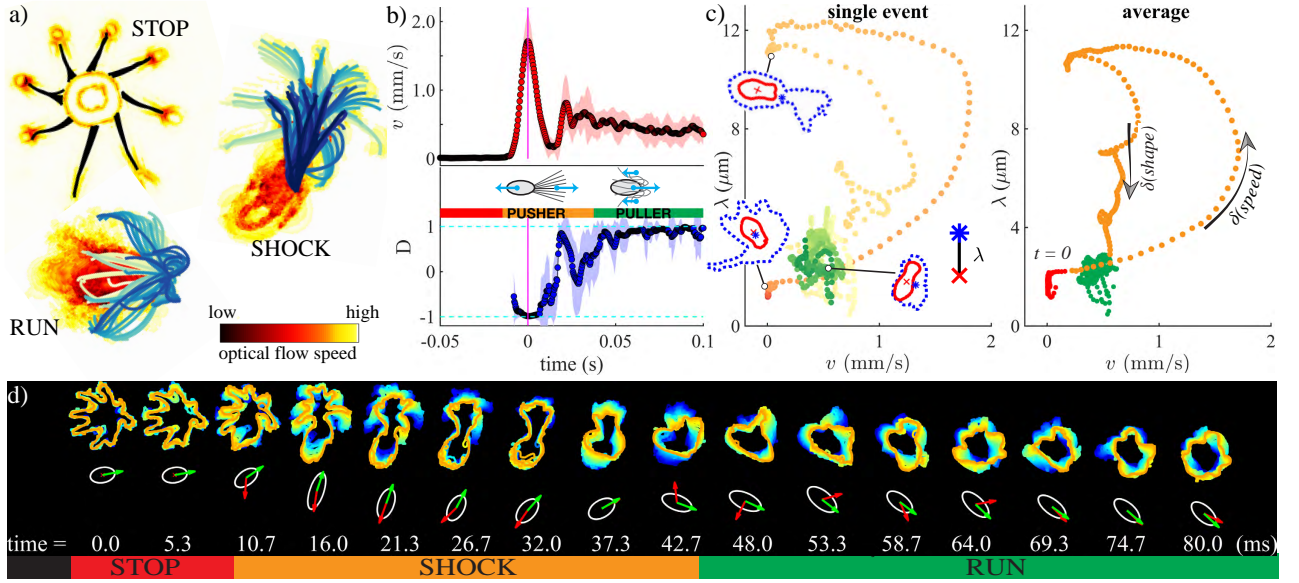 a)
STOP
SHOCK
RUN
low
high
optical flow speed
b)
v (mm/s)
2.0
1.0
0
PUSHER
PULLER
D
1
0
-1
-0.05
0
0.05
0.1
time (s)
c)
single event
average
λ (μm)
12
8
4
0
0
1
2
v mm/s
λ
λ (μm)
12
8
4
0
0
1
2
v mm/s
δ(shape)
δ(speed)
t = 0
d)
time = 0.0 5.3 10.7 16.0 21.3 26.7 32.0 37.3 42.7 48.0 53.3 58.7 64.0 69.3 74.7 80.0 (ms)
STOP SHOCK RUN